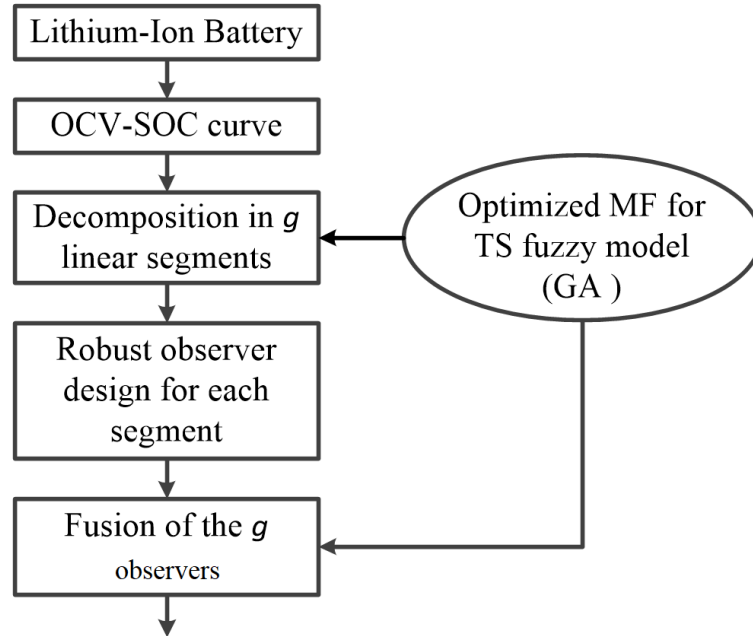 Lithium-Ion Battery
OCV-SOC curve
Decomposition in g
linear segments
Optimized MF for
TS fuzzy model
(GA )
Robust observer
design for each
segment
Fusion of the g
observers